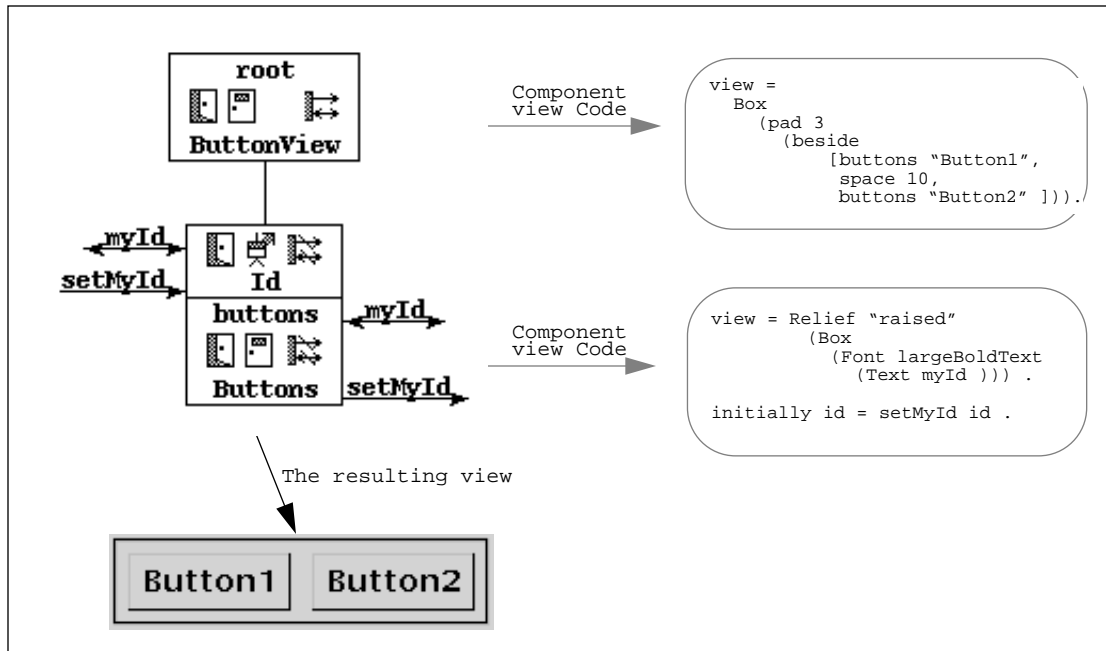 root
ButtonView
Component
view Code
view =
Box
(pad 3
(beside
[buttons “Button1”,
space 10,
buttons “Button2” ])).
myId
setMyId
Id
buttons
Buttons
myId
setMyId
Component
view Code
view = Relief “raised”
(Box
(Font largeBoldText
(Text myId ))) .
initially id = setMyId id .
The resulting view
Button1
Button2